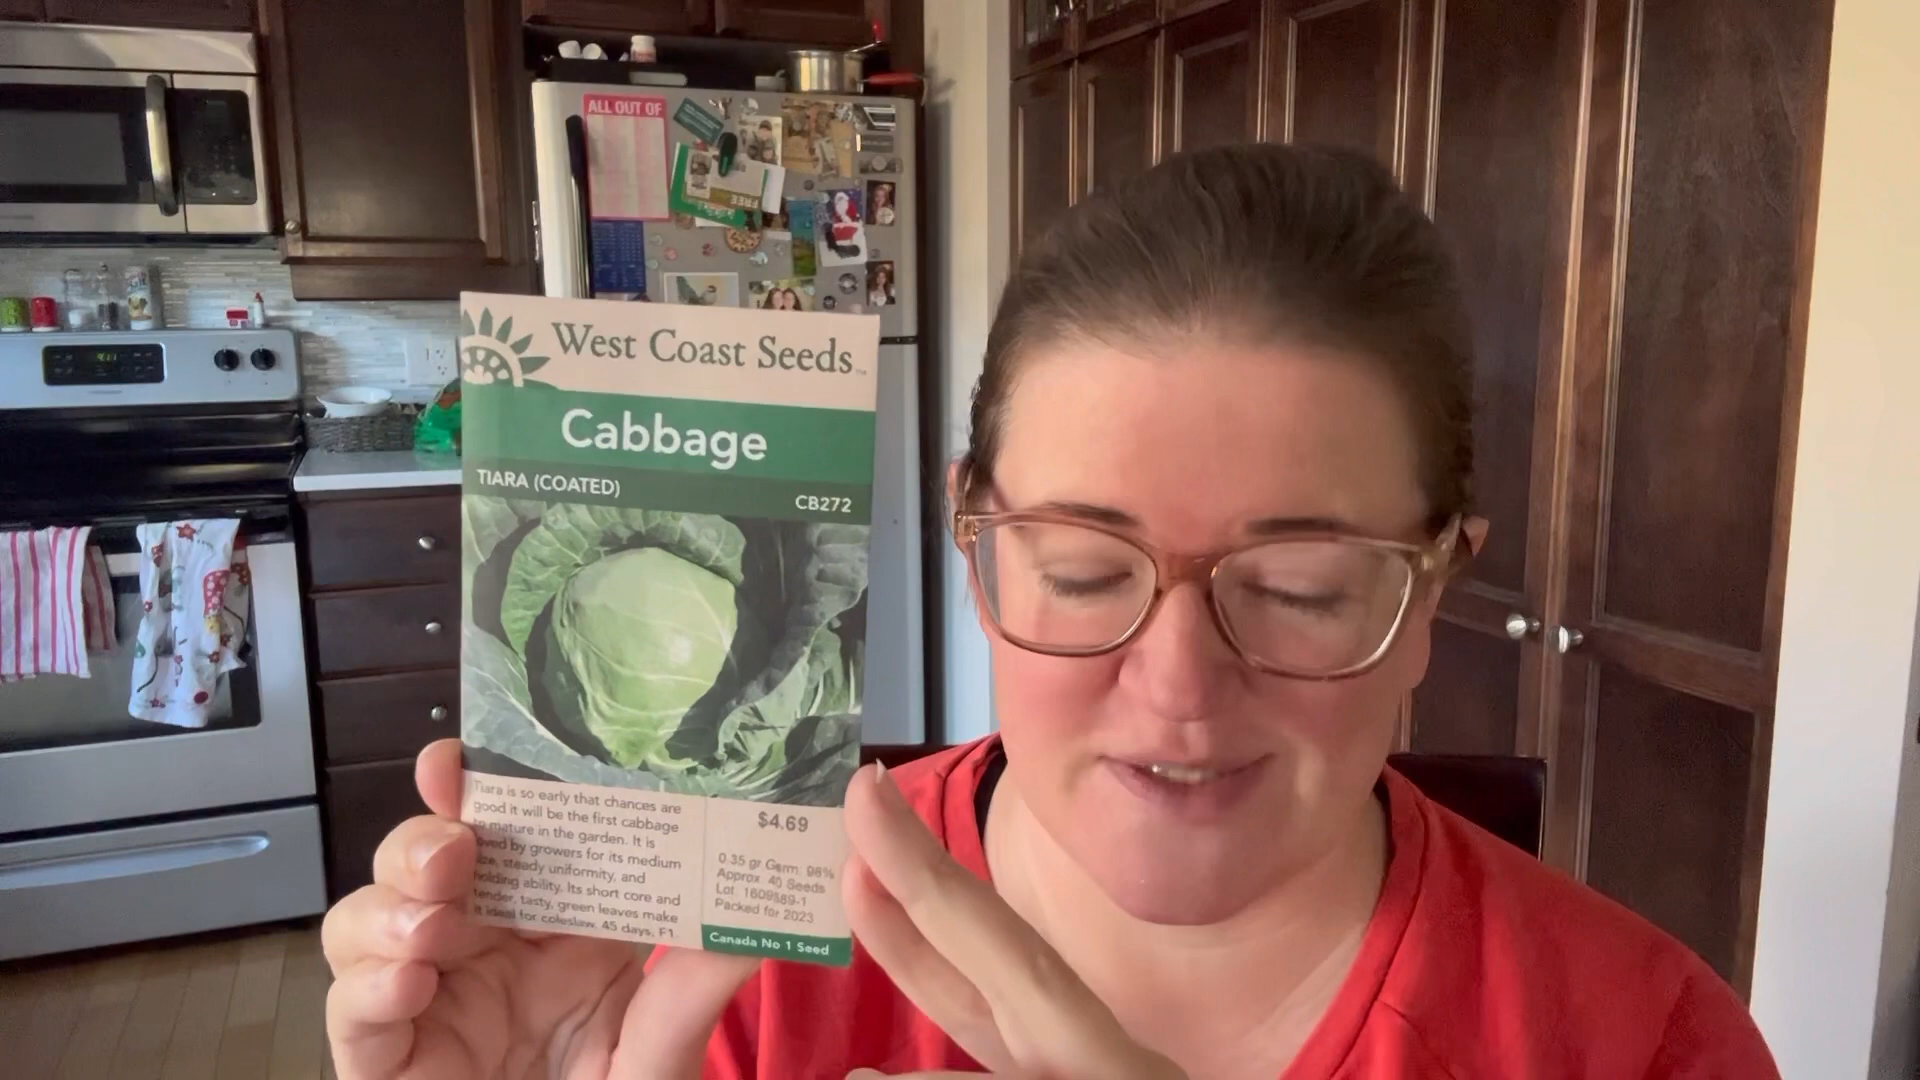 ALL OUT OF
FREE
West Coast Seeds
Cabbage
TIARA (COATED)
CB272
Tiara is so early that chances are
good it will be the first cabbage
to mature in the garden. It is
loved by growers for its medium
size, steady uniformity, and
holding ability. Its short core and
tender, tasty, green leaves make
it ideal for coleslaw. 45 days. F1.
$4.69
0.35 gr Germ: 98%
Approx. 40 Seeds
Lot: 1609589-1
Packed for 2023
Canada No 1 Seed